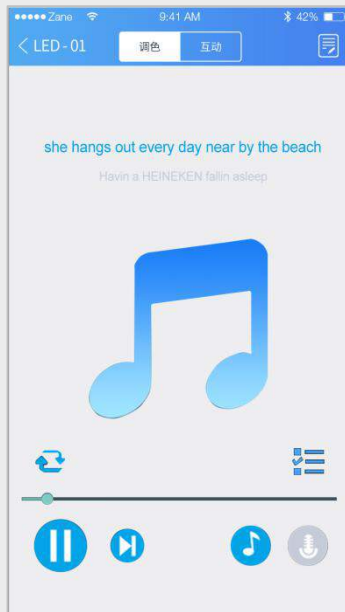 Zane 9:41 AM 42%
LED-01 调色 互动
she hangs out every day near by the beach
Havin a HEINEKEN fallin asleep